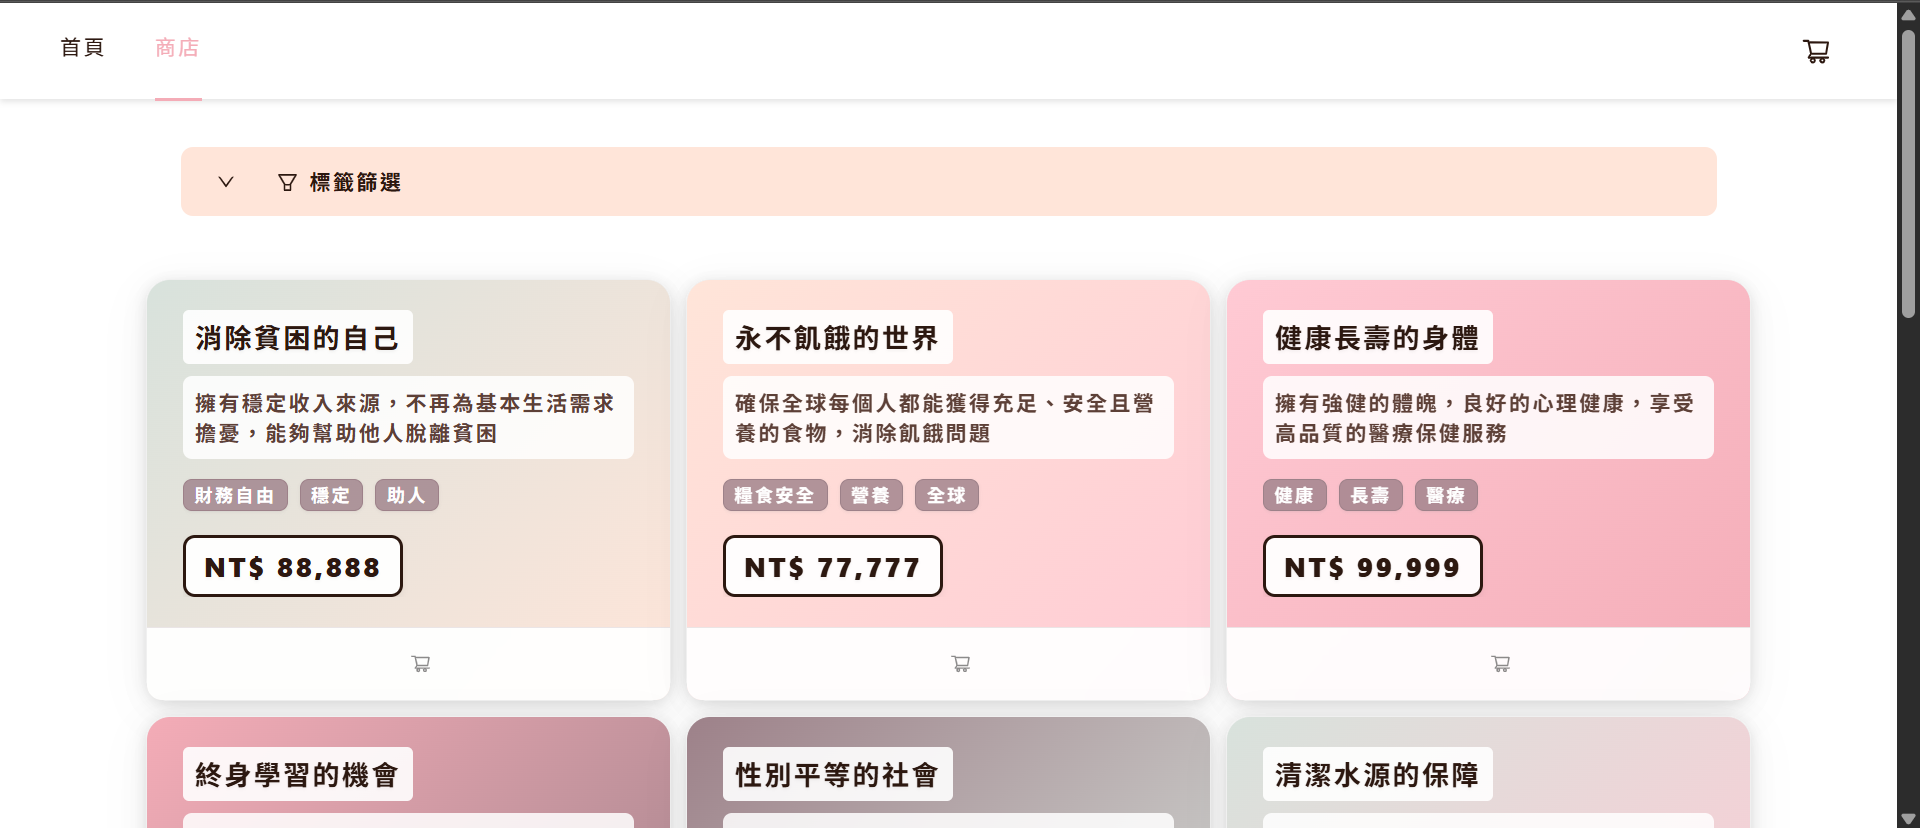 首頁
商店
標籤篩選
消除貧困的自己
擁有穩定收入來源，不再為基本生活需求
擔憂，能夠幫助他人脫離貧困
財務自由
穩定
助人
NT$ 88,888
永不飢餓的世界
確保全球每個人都能獲得充足、安全且營
養的食物，消除飢餓問題
糧食安全
營養
全球
NT$ 77,777
健康長壽的身體
擁有強健的體魄，良好的心理健康，享受
高品質的醫療保健服務
健康
長壽
醫療
NT$ 99,999
終身學習的機會
性別平等的社會
清潔水源的保障